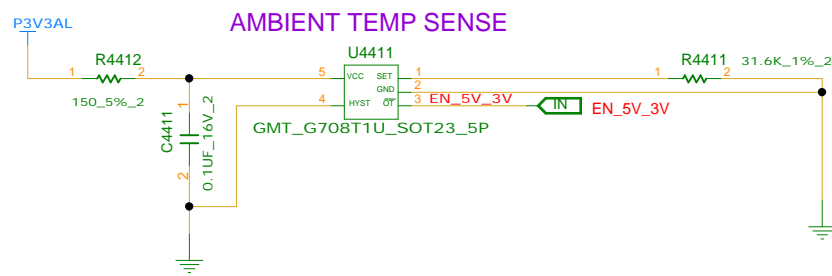 AMBIENT TEMP SENSE
P3V3AL
R4412
1 2
150_5%_2
C4411
1
2
0.1UF_16V_2
U4411
5 VCC SET 1
GND 2
4 HYST OT 3
GMT_G708T1U_SOT23_5P
EN_5V_3V
IN
EN_5V_3V
R4411
1 2
31.6K_1%_2